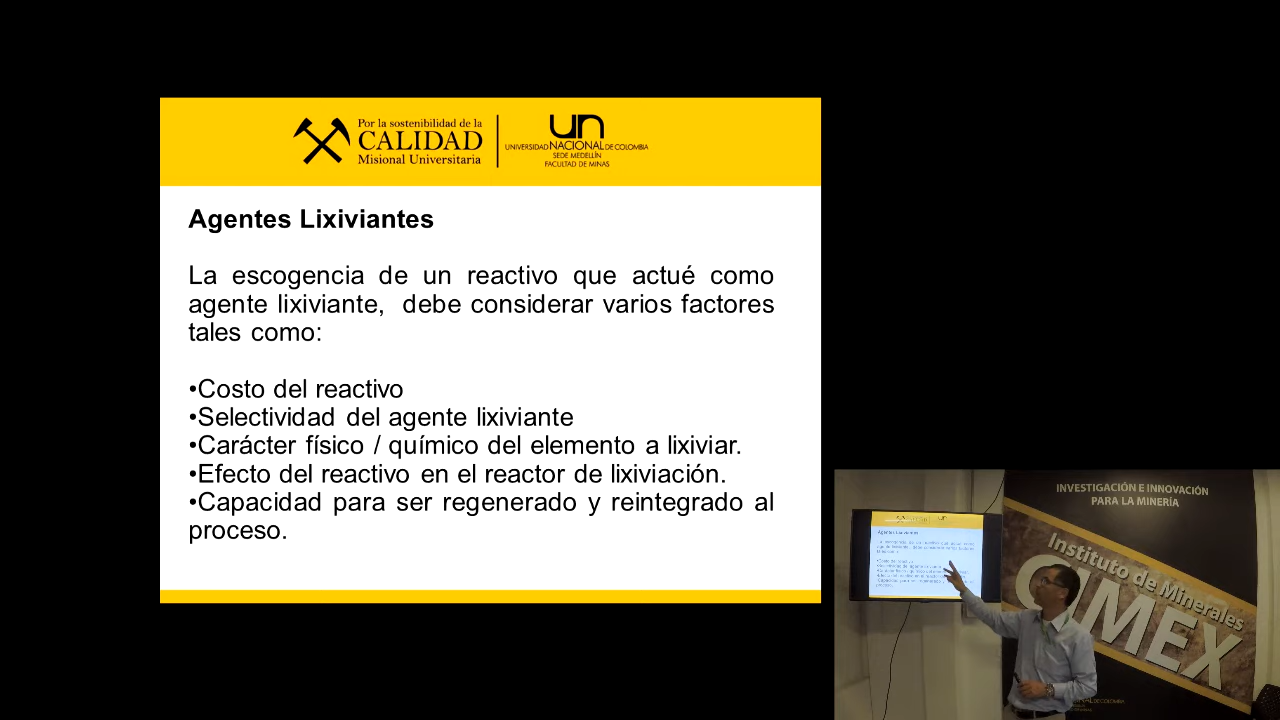 Por la sostenibilidad de la
CALIDAD
Misional Universitaria
un
UNIVERSIDAD NACIONAL DE COLOMBIA
SEDE MEDELLÍN
FACULTAD DE MINAS
Agentes Lixiviantes
La escogencia de un reactivo que actué como
agente lixiviante, debe considerar varios factores
tales como:
•Costo del reactivo
•Selectividad del agente lixiviante
•Carácter físico / químico del elemento a lixiviar.
•Efecto del reactivo en el reactor de lixiviación.
•Capacidad para ser regenerado y reintegrado al
proceso.
INVESTIGACIÓN E INNOVACIÓN
PARA LA MINERÍA
Instituto de Minerales
CIMEX
Agentes Lixiviantes